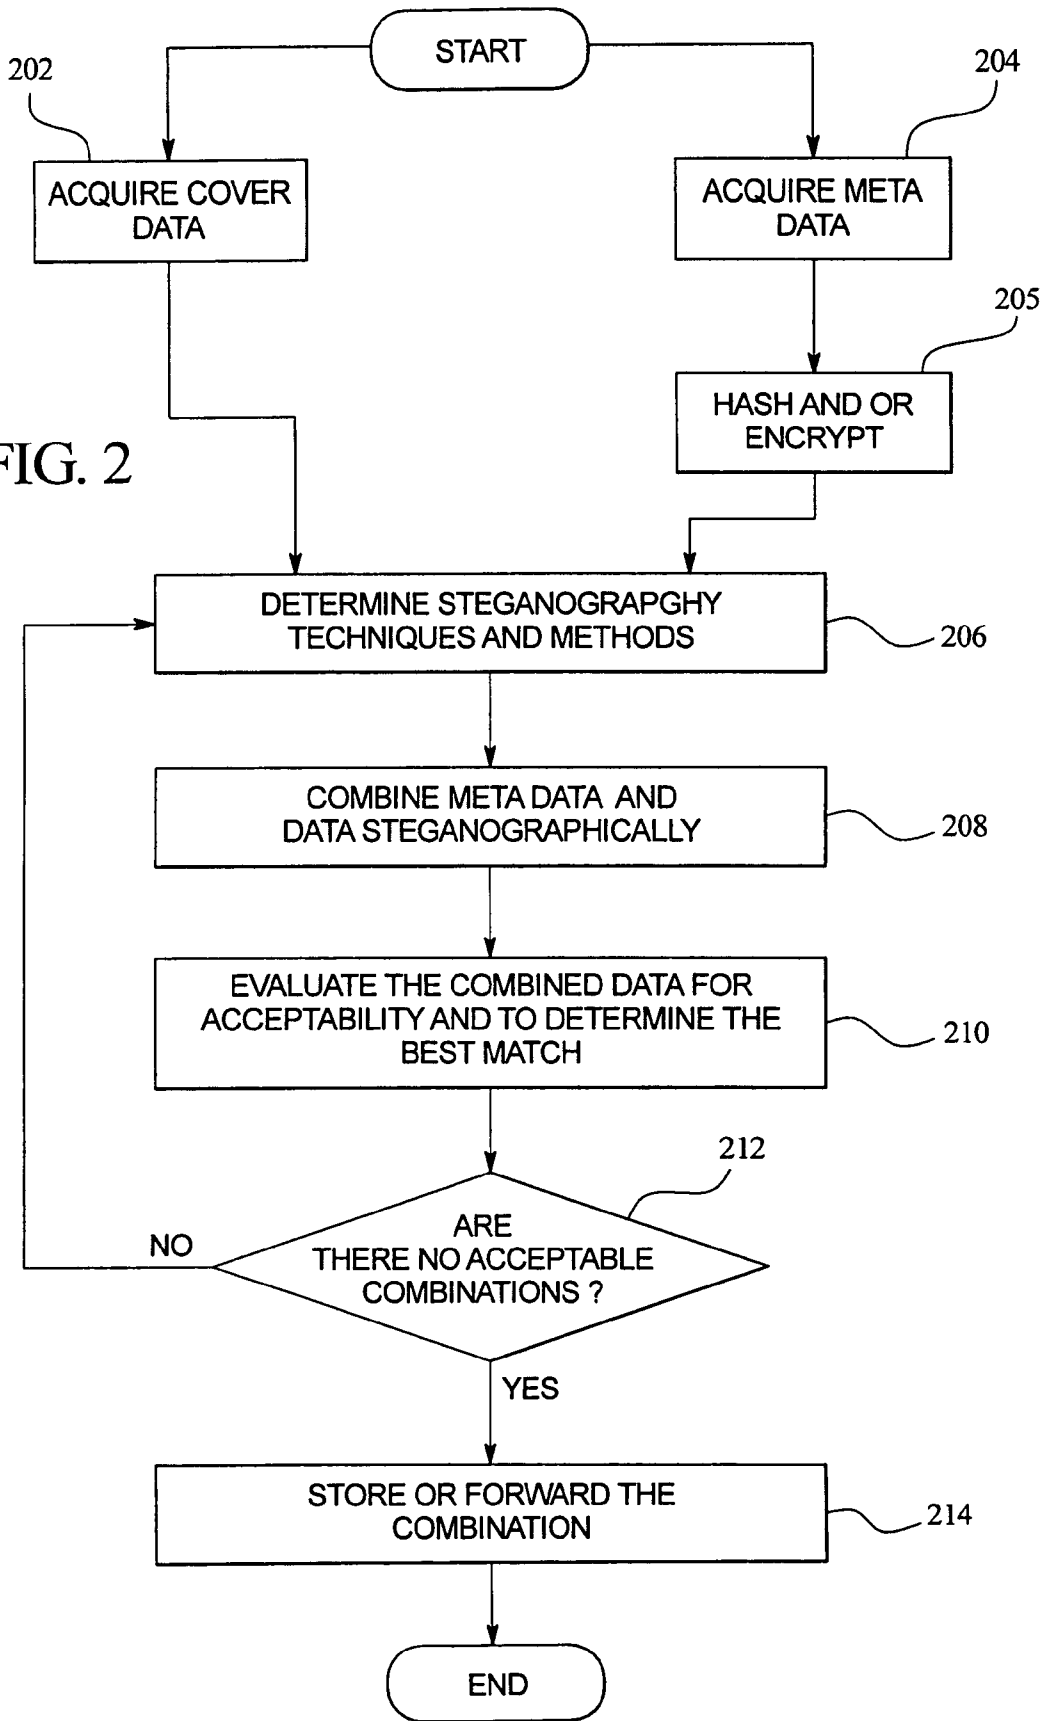 START
202
204
ACQUIRE COVER
DATA
ACQUIRE META
DATA
205
HASH AND OR
ENCRYPT
FIG. 2
DETERMINE STEGANOGRAPGHY
TECHNIQUES AND METHODS
206
COMBINE META DATA AND
DATA STEGANOGRAPHICALLY
208
EVALUATE THE COMBINED DATA FOR
ACCEPTABILITY AND TO DETERMINE THE
BEST MATCH
210
212
ARE
THERE NO ACCEPTABLE
COMBINATIONS ?
NO
YES
STORE OR FORWARD THE
COMBINATION
214
END